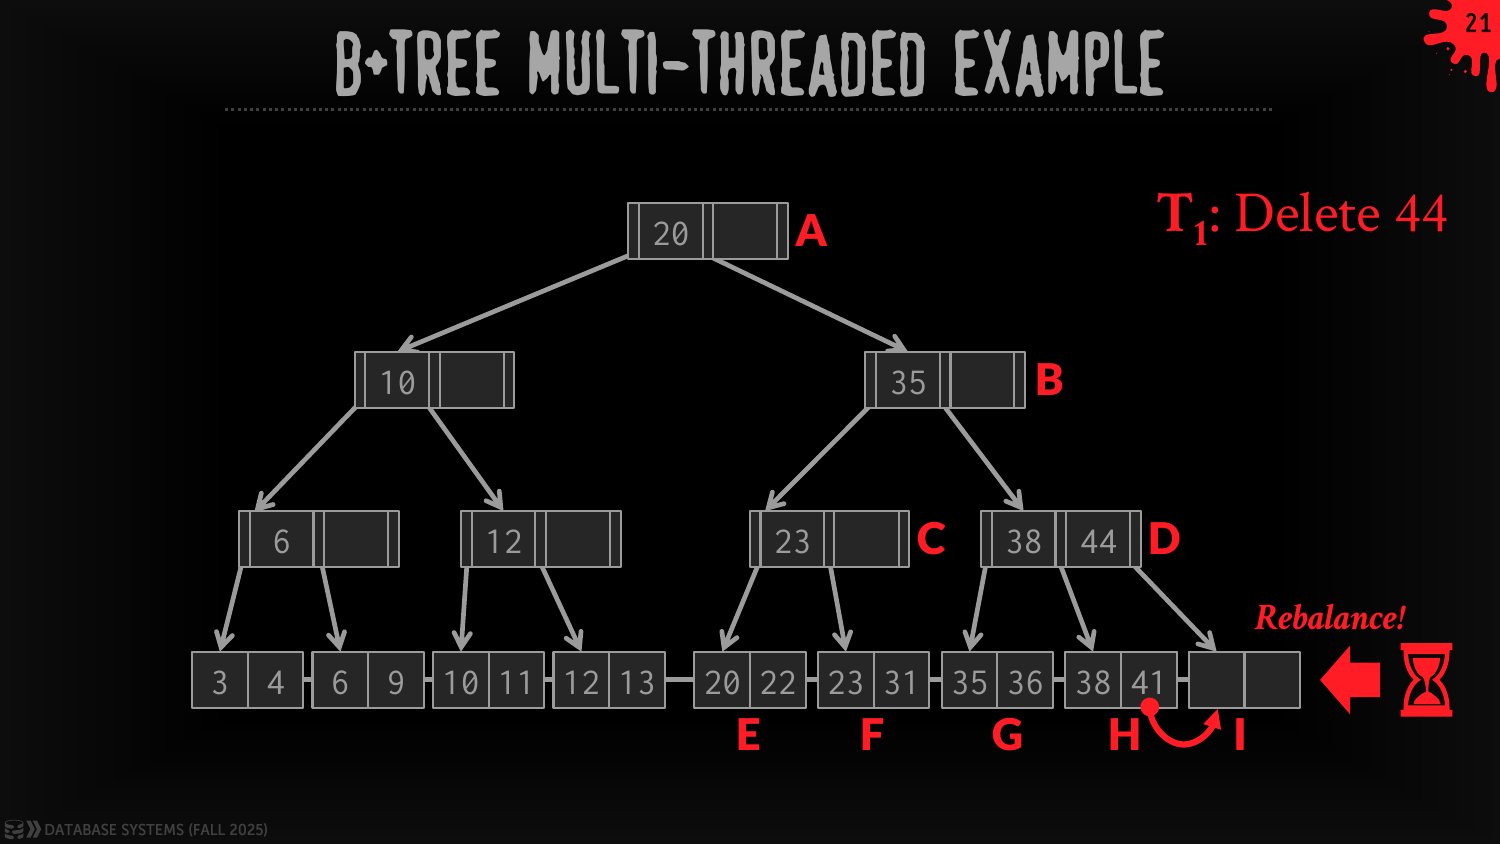 21
B+TREE MULTI-THREADED EXAMPLE
T1: Delete 44
20 A
10 35 B
6 12 23 C 38 44 D
Rebalance!
3 4 6 9 10 11 12 13 20 22 23 31 35 36 38 41
E F G H I
DATABASE SYSTEMS (FALL 2025)